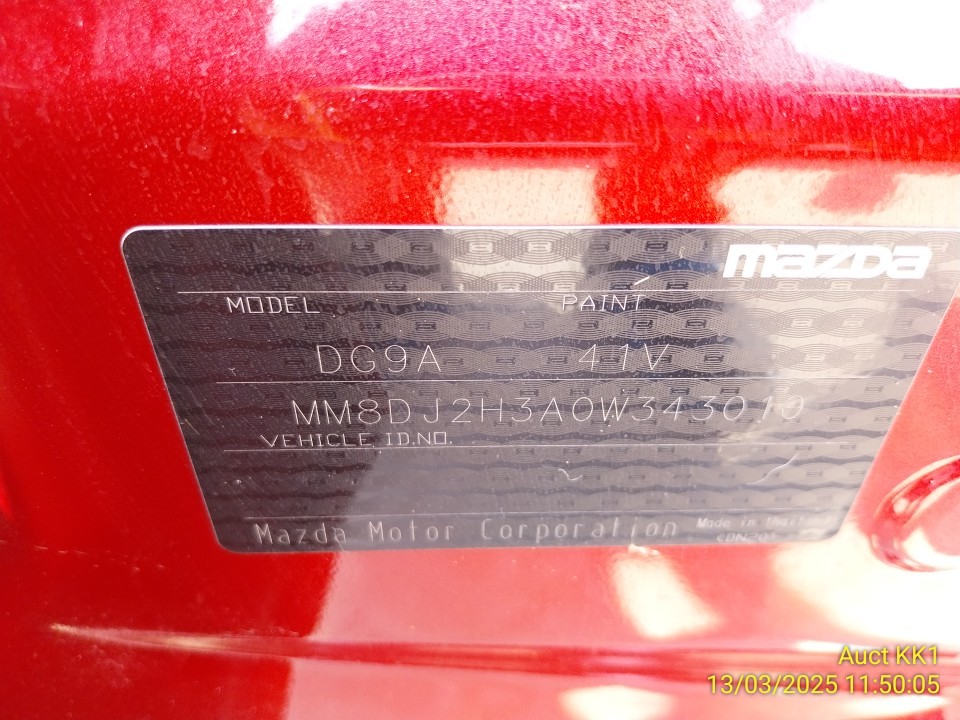 mazda
MODEL PAINT
DG9A 41V
MM8DJ2H3A0W343010
VEHICLE ID.NO.
Mazda Motor Corporation Made in
Auct KK1
13/03/2025 11:50:05